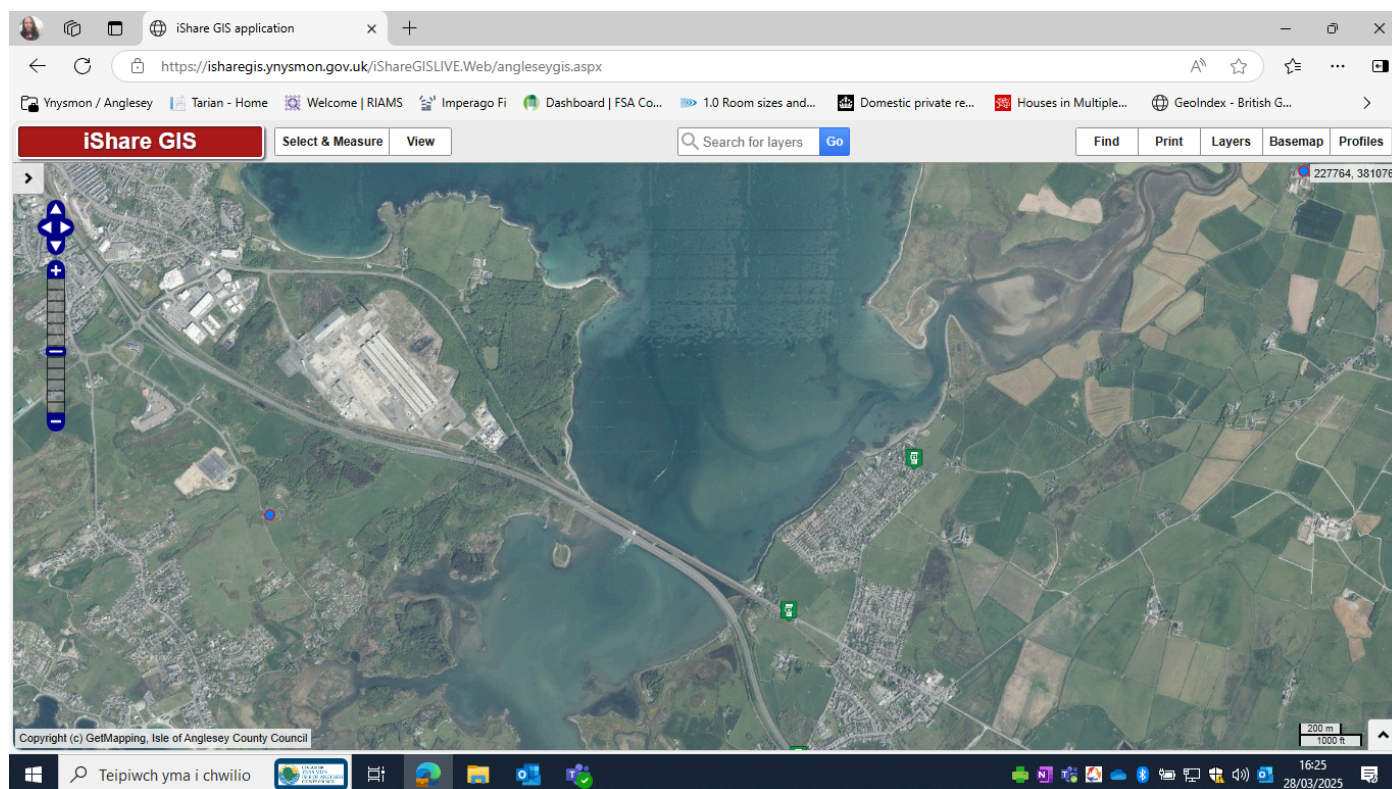 iShare GIS application
https://isharegis.ynysmon.gov.uk/iShareGISLIVE.Web/angleseygis.aspx
Ynysmon / Anglesey Tarian - Home Welcome | RIAMS Imperago Fi Dashboard | FSA Co... 1.0 Room sizes and... Domestic private re... Houses in Multiple... GeoIndex - British G...
iShare GIS Select & Measure View Search for layers Go Find Print Layers Basemap Profiles
227764, 381076
200 m
1000 ft
Copyright (c) GetMapping, Isle of Anglesey County Council
Teipiwch yma i chwilio
16:25
28/03/2025